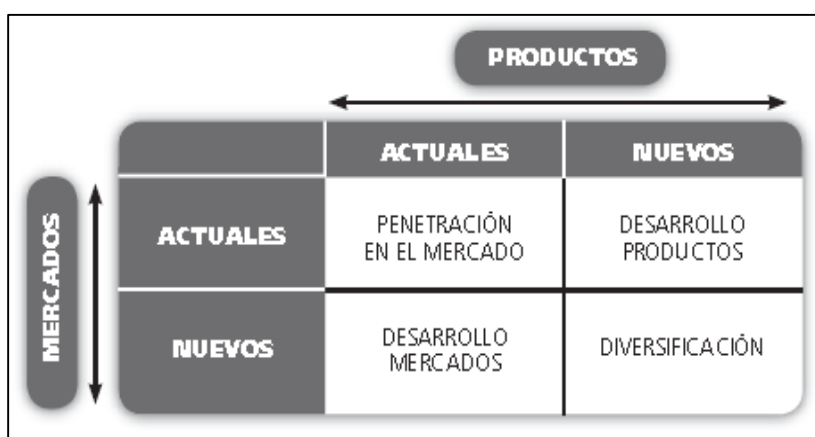 PRODUCTOS
ACTUALES
NUEVOS
MERCADOS
ACTUALES
PENETRACIÓN
EN EL MERCADO
DESARROLLO
PRODUCTOS
NUEVOS
DESARROLLO
MERCADOS
DIVERSIFICACIÓN